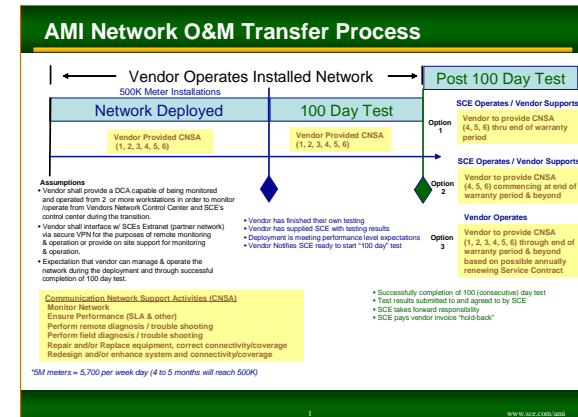 AMI Network O&M Transfer Process
Vendor Operates Installed Network
Post 100 Day Test
500K Meter Installations
Network Deployed
100 Day Test
Vendor Provided CNSA
(1, 2, 3, 4, 5, 6)
Vendor Provided CNSA
(1, 2, 3, 4, 5, 6)
SCE Operates / Vendor Supports
Option
1
Vendor to provide CNSA
(4, 5, 6) thru end of warranty
period
SCE Operates / Vendor Supports
Option
2
Vendor to provide CNSA
(4, 5, 6) commencing at end of
warranty period & beyond
Vendor Operates
Option
3
Vendor to provide CNSA
(1, 2, 3, 4, 5, 6) through end of
warranty period & beyond
based on possible annually
renewing Service Contract
Assumptions
• Vendor shall provide a DCA capable of being monitored
and operated from 2 or more workstations in order to monitor
/operate from Vendors Network Control Center and SCE's
control center during the transition.
• Vendor shall interface w/ SCEs Extranet (partner network)
via secure VPN for the purposes of remote monitoring
& operation or provide on site support for monitoring
& operation.
• Expectation that vendor can manage & operate the
network during the deployment and through successful
completion of 100 day test.
• Vendor has finished their own testing
• Vendor has supplied SCE with testing results
• Deployment is meeting performance level expectations
• Vendor Notifies SCE ready to start "100 day" test
• Successfully completion of 100 (consecutive) day test
• Test results submitted to and agreed to by SCE
• SCE takes forward responsibility
• SCE pays vendor invoice "hold-back"
Communication Network Support Activities (CNSA)
Monitor Network
Ensure Performance (SLA & other)
Perform remote diagnosis / trouble shooting
Perform field diagnosis / trouble shooting
Repair and/or Replace equipment, correct connectivity/coverage
Redesign and/or enhance system and connectivity/coverage
*5M meters = 5,700 per week day (4 to 5 months will reach 500K)
1
www.sce.com/ami